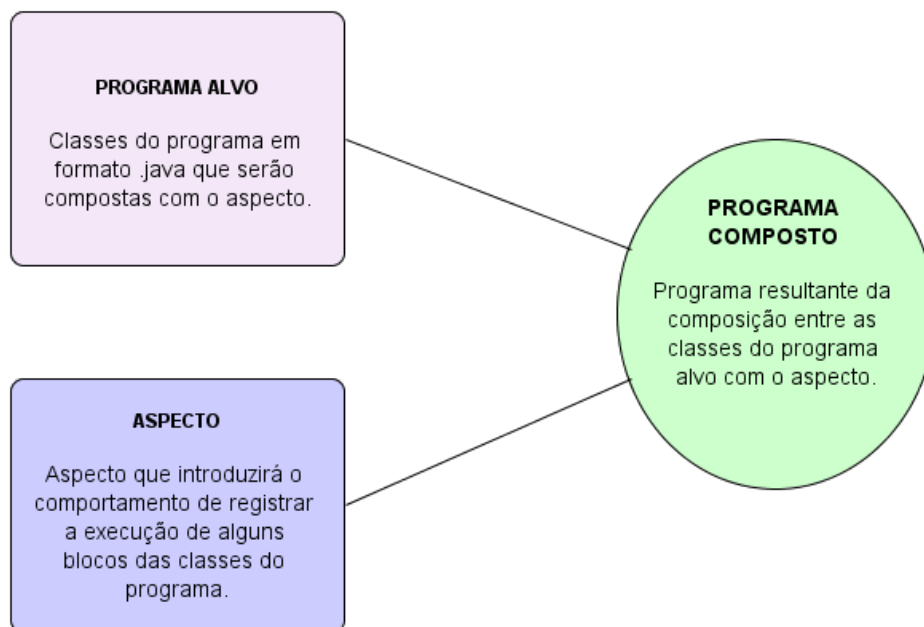 PROGRAMA ALVO
Classes do programa em
formato .java que serão
compostas com o aspecto.
ASPECTO
Aspecto que introduzirá o
comportamento de registrar
a execução de alguns
blocos das classes do
programa.
PROGRAMA
COMPOSTO
Programa resultante da
composição entre as
classes do programa
alvo com o aspecto.